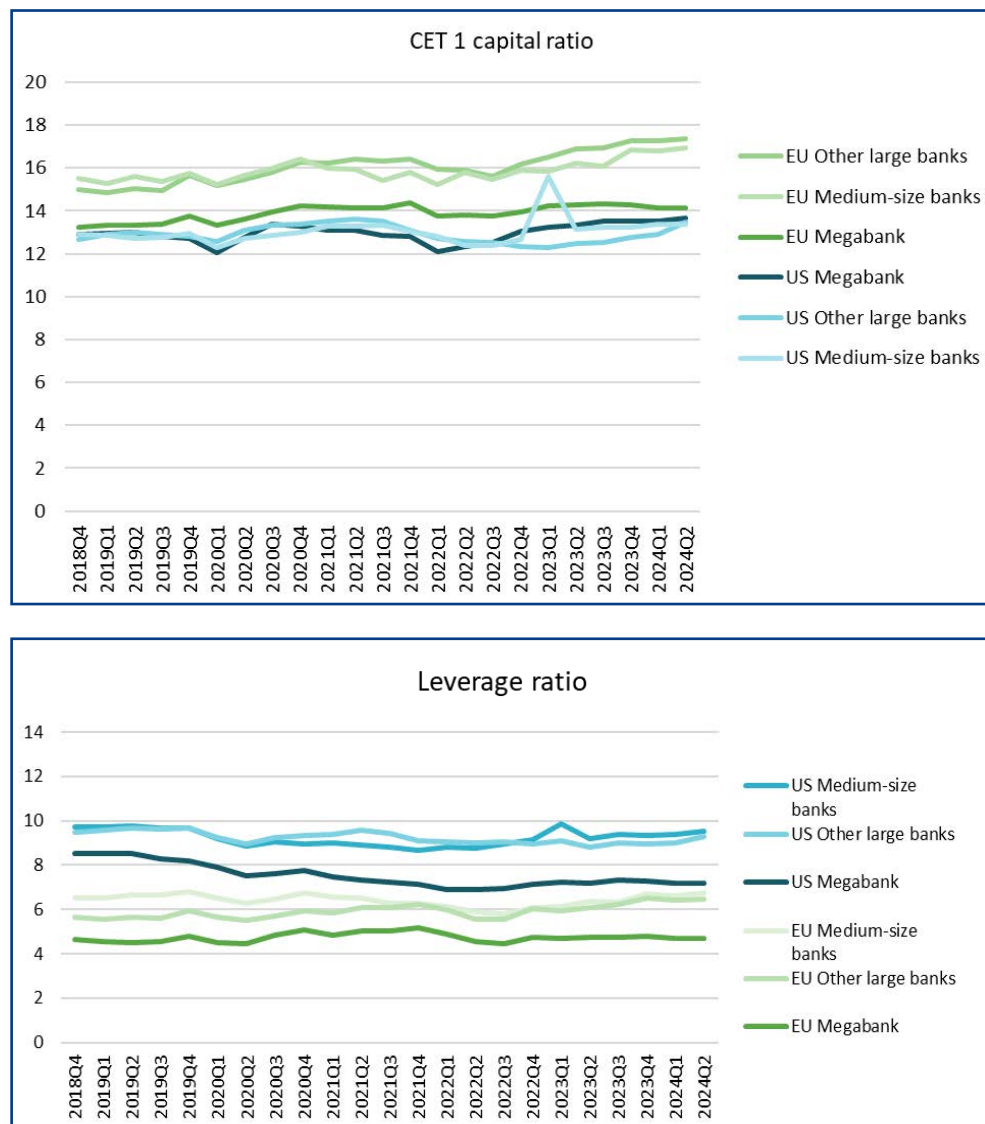 CET 1 capital ratio
20
18
16
14
12
10
8
6
4
2
0
2018Q4
2019Q1
2019Q2
2019Q3
2019Q4
2020Q1
2020Q2
2020Q3
2020Q4
2021Q1
2021Q2
2021Q3
2021Q4
2022Q1
2022Q2
2022Q3
2022Q4
2023Q1
2023Q2
2023Q3
2023Q4
2024Q1
2024Q2
EU Other large banks
EU Medium-size banks
EU Megabank
US Megabank
US Other large banks
US Medium-size banks
Leverage ratio
14
12
10
8
6
4
2
0
2018Q4
2019Q1
2019Q2
2019Q3
2019Q4
2020Q1
2020Q2
2020Q3
2020Q4
2021Q1
2021Q2
2021Q3
2021Q4
2022Q1
2022Q2
2022Q3
2022Q4
2023Q1
2023Q2
2023Q3
2023Q4
2024Q1
2024Q2
US Medium-size
banks
US Other large banks
US Megabank
EU Medium-size
banks
EU Other large banks
EU Megabank